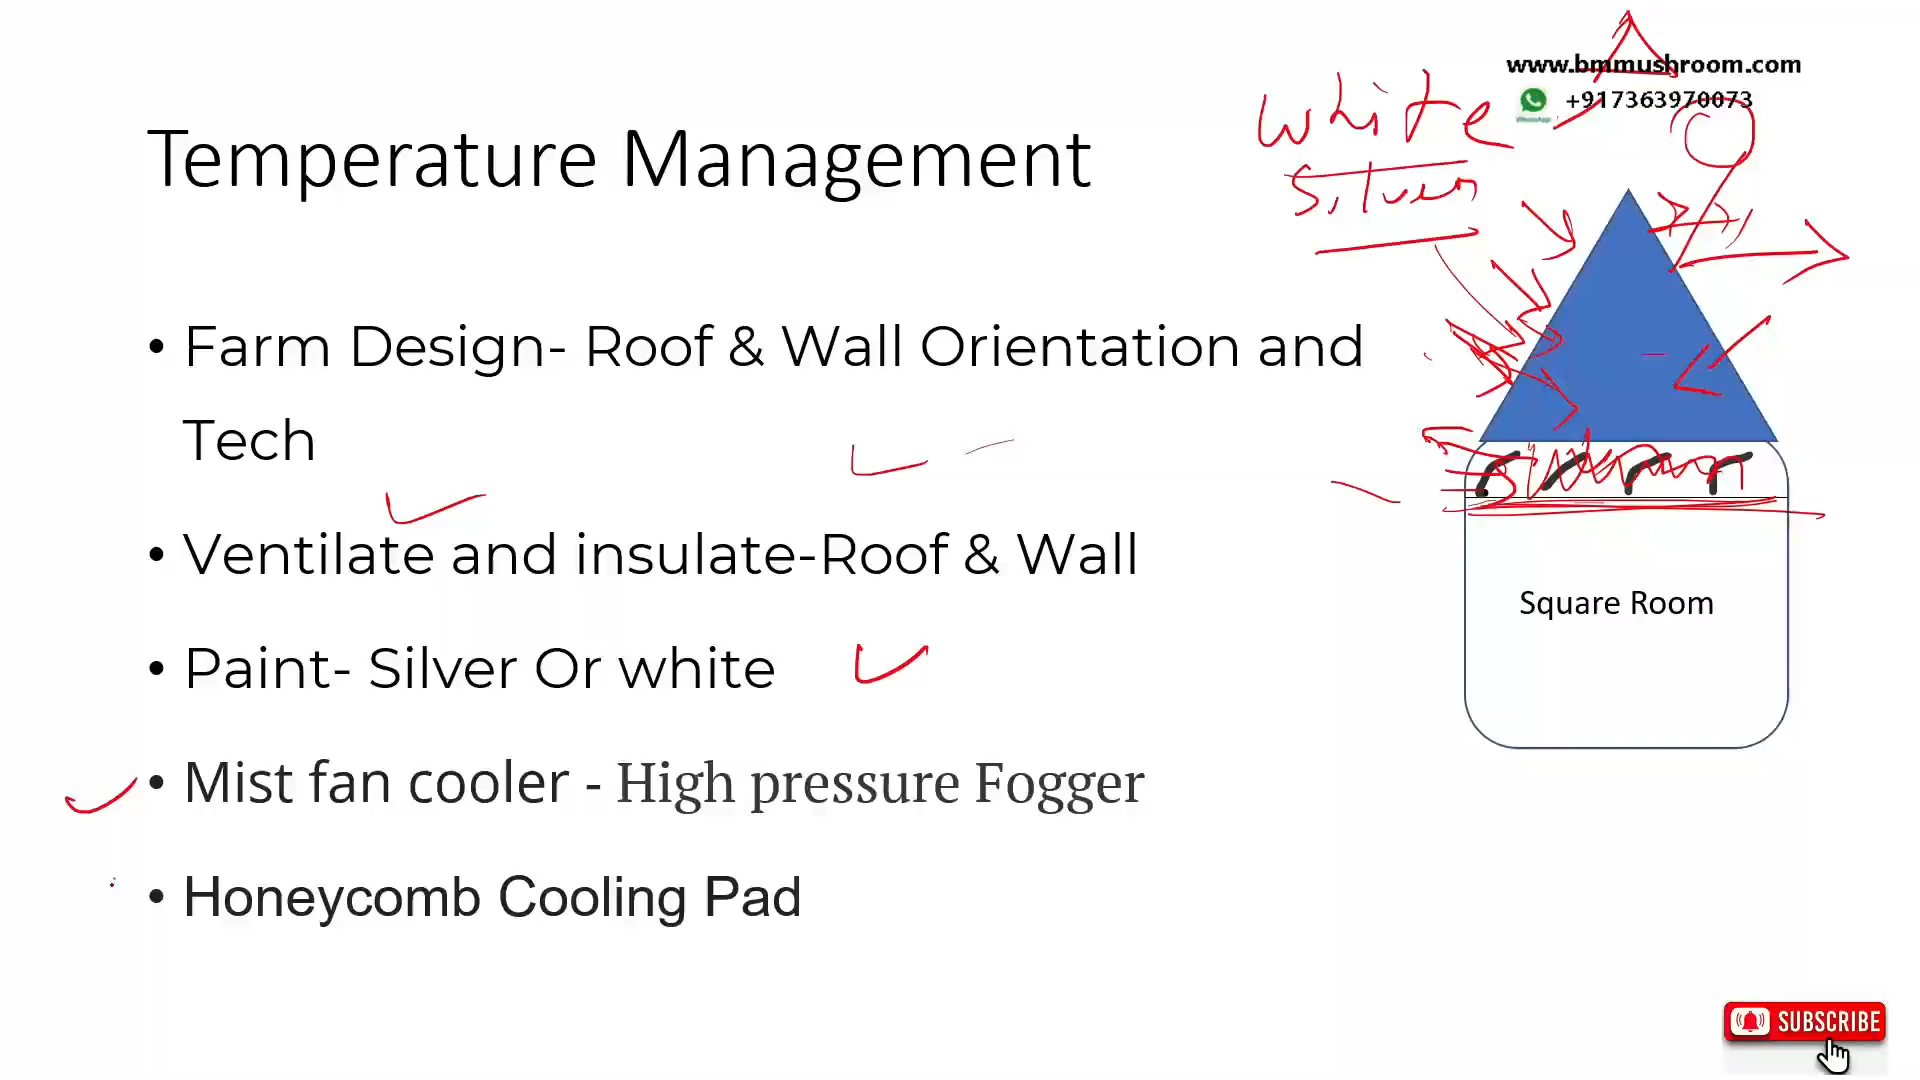 www.bmmushroom.com
+917363970073
white
silver
Temperature Management
• Farm Design- Roof & Wall Orientation and
Tech
• Ventilate and insulate-Roof & Wall
• Paint- Silver Or white
• Mist fan cooler - High pressure Fogger
• Honeycomb Cooling Pad
Square Room
SUBSCRIBE